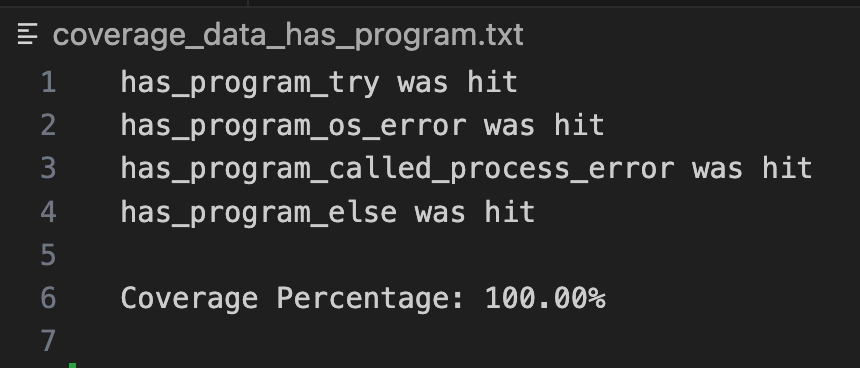 coverage_data_has_program.txt
1 has_program_try was hit
2 has_program_os_error was hit
3 has_program_called_process_error was hit
4 has_program_else was hit
5
6 Coverage Percentage: 100.00%
7